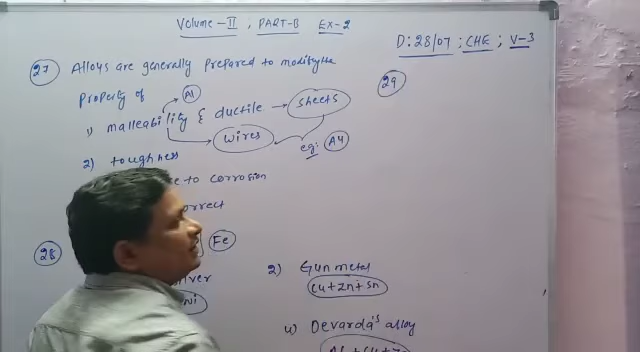 Volume-II ; PART-B EX-2
D:28/07 ; CHE ; V-3
27) Alloys are generally prepared to modify the
property of
1) malleability & ductile → sheets
Al
wires
eg: Au
2) toughness
to corrosion
28
Fe
2) Gun metal
Cu+Zn+Sn
4) Devarda's alloy
29